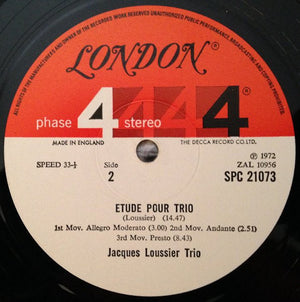 ALL RIGHTS OF THE MANUFACTURER AND OF THE OWNER OF THE RECORDED WORK RESERVED. UNAUTHORISED PUBLIC PERFORMANCE, BROADCASTING AND COPYING OF THIS RECORD PROHIBITED.
LONDON®
phase 4 stereo 444®
MADE IN ENGLAND THE DECCA RECORD CO. LTD.
SPEED 33⅓ Side ℗ 1972
2 ZAL 10956
SPC 21073
ETUDE POUR TRIO
(Loussier) (14.47)
1st Mov. Allegro Moderato (3.00) 2nd Mov. Andante (2.51)
3rd Mov. Presto (8.43)
Jacques Loussier Trio